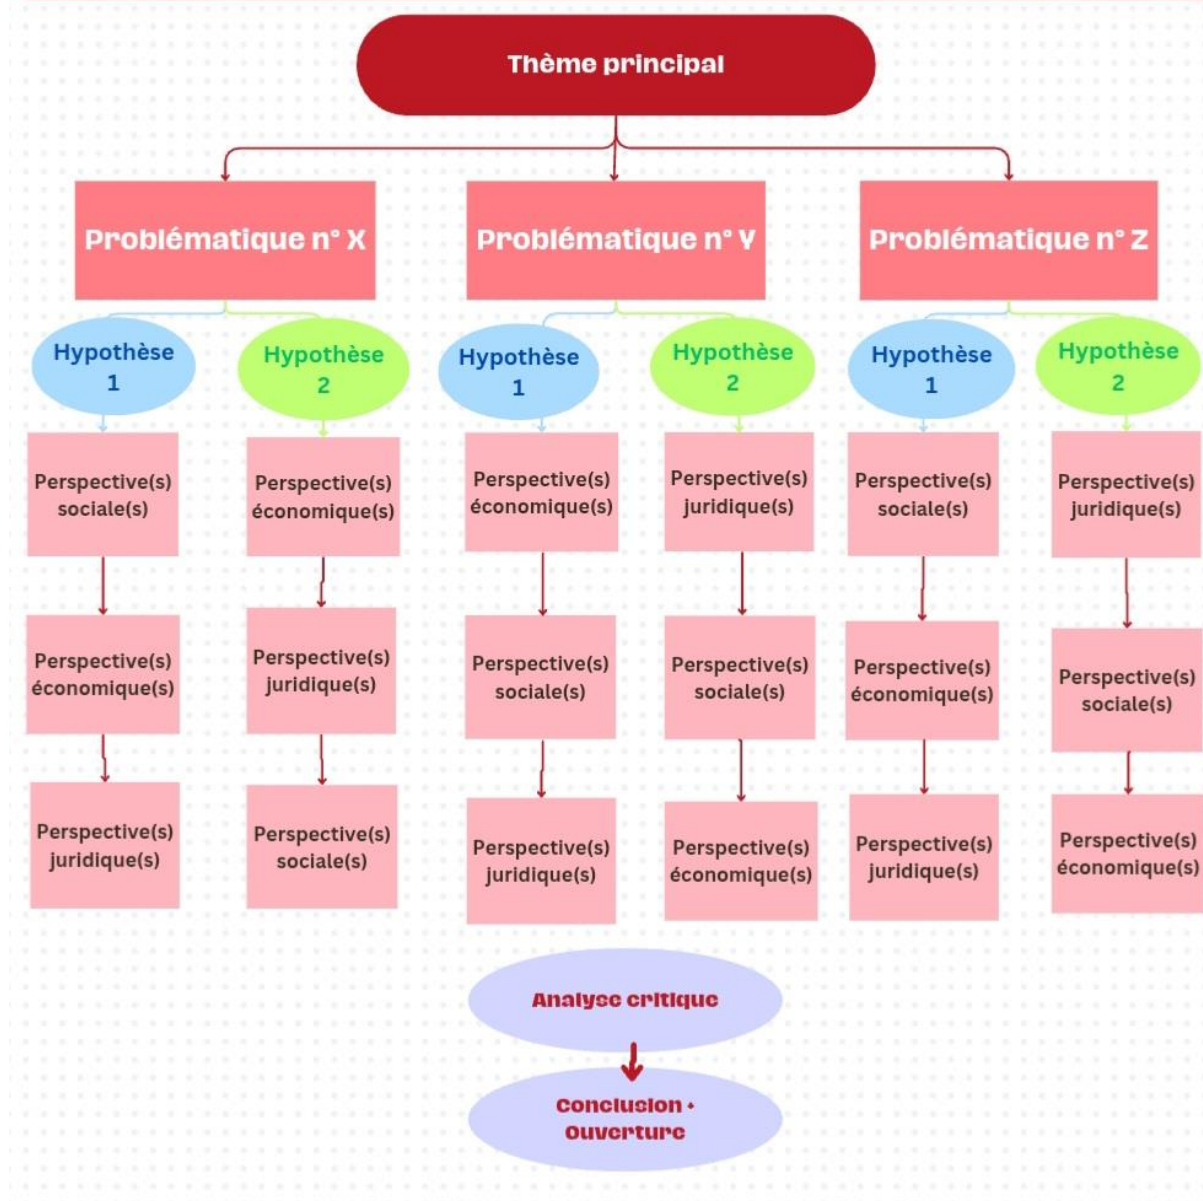 Thème principal
Problématique n° X
Problématique n° Y
Problématique n° Z
Hypothèse
1
Hypothèse
2
Hypothèse
1
Hypothèse
2
Hypothèse
1
Hypothèse
2
Perspective(s)
sociale(s)
Perspective(s)
économique(s)
Perspective(s)
économique(s)
Perspective(s)
juridique(s)
Perspective(s)
sociale(s)
Perspective(s)
juridique(s)
Perspective(s)
économique(s)
Perspective(s)
juridique(s)
Perspective(s)
sociale(s)
Perspective(s)
sociale(s)
Perspective(s)
économique(s)
Perspective(s)
sociale(s)
Perspective(s)
juridique(s)
Perspective(s)
sociale(s)
Perspective(s)
juridique(s)
Perspective(s)
économique(s)
Perspective(s)
juridique(s)
Perspective(s)
économique(s)
Analyse critique
Conclusion +
Ouverture